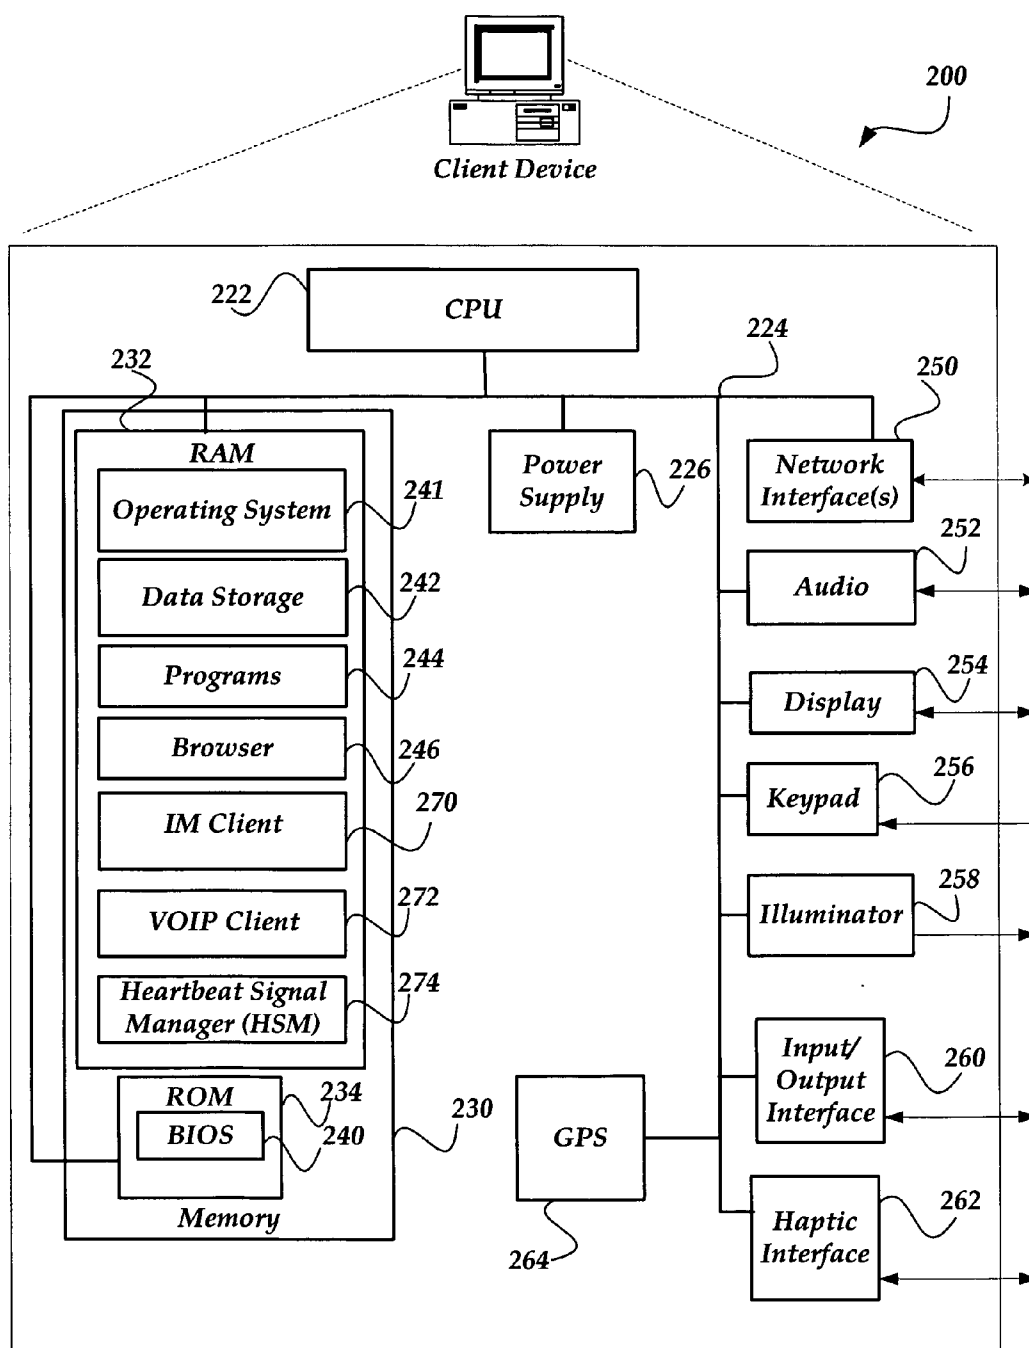 200
Client Device
222
CPU
224
232
250
RAM
Power
Supply
226
Network
Interface(s)
Operating System
241
252
Data Storage
242
Audio
Programs
244
254
Display
Browser
246
256
Keypad
IM Client
270
258
Illuminator
VOIP Client
272
Heartbeat Signal
Manager (HSM)
274
Input/
Output
Interface
260
ROM
234
BIOS
240
230
GPS
262
Haptic
Interface
Memory
264